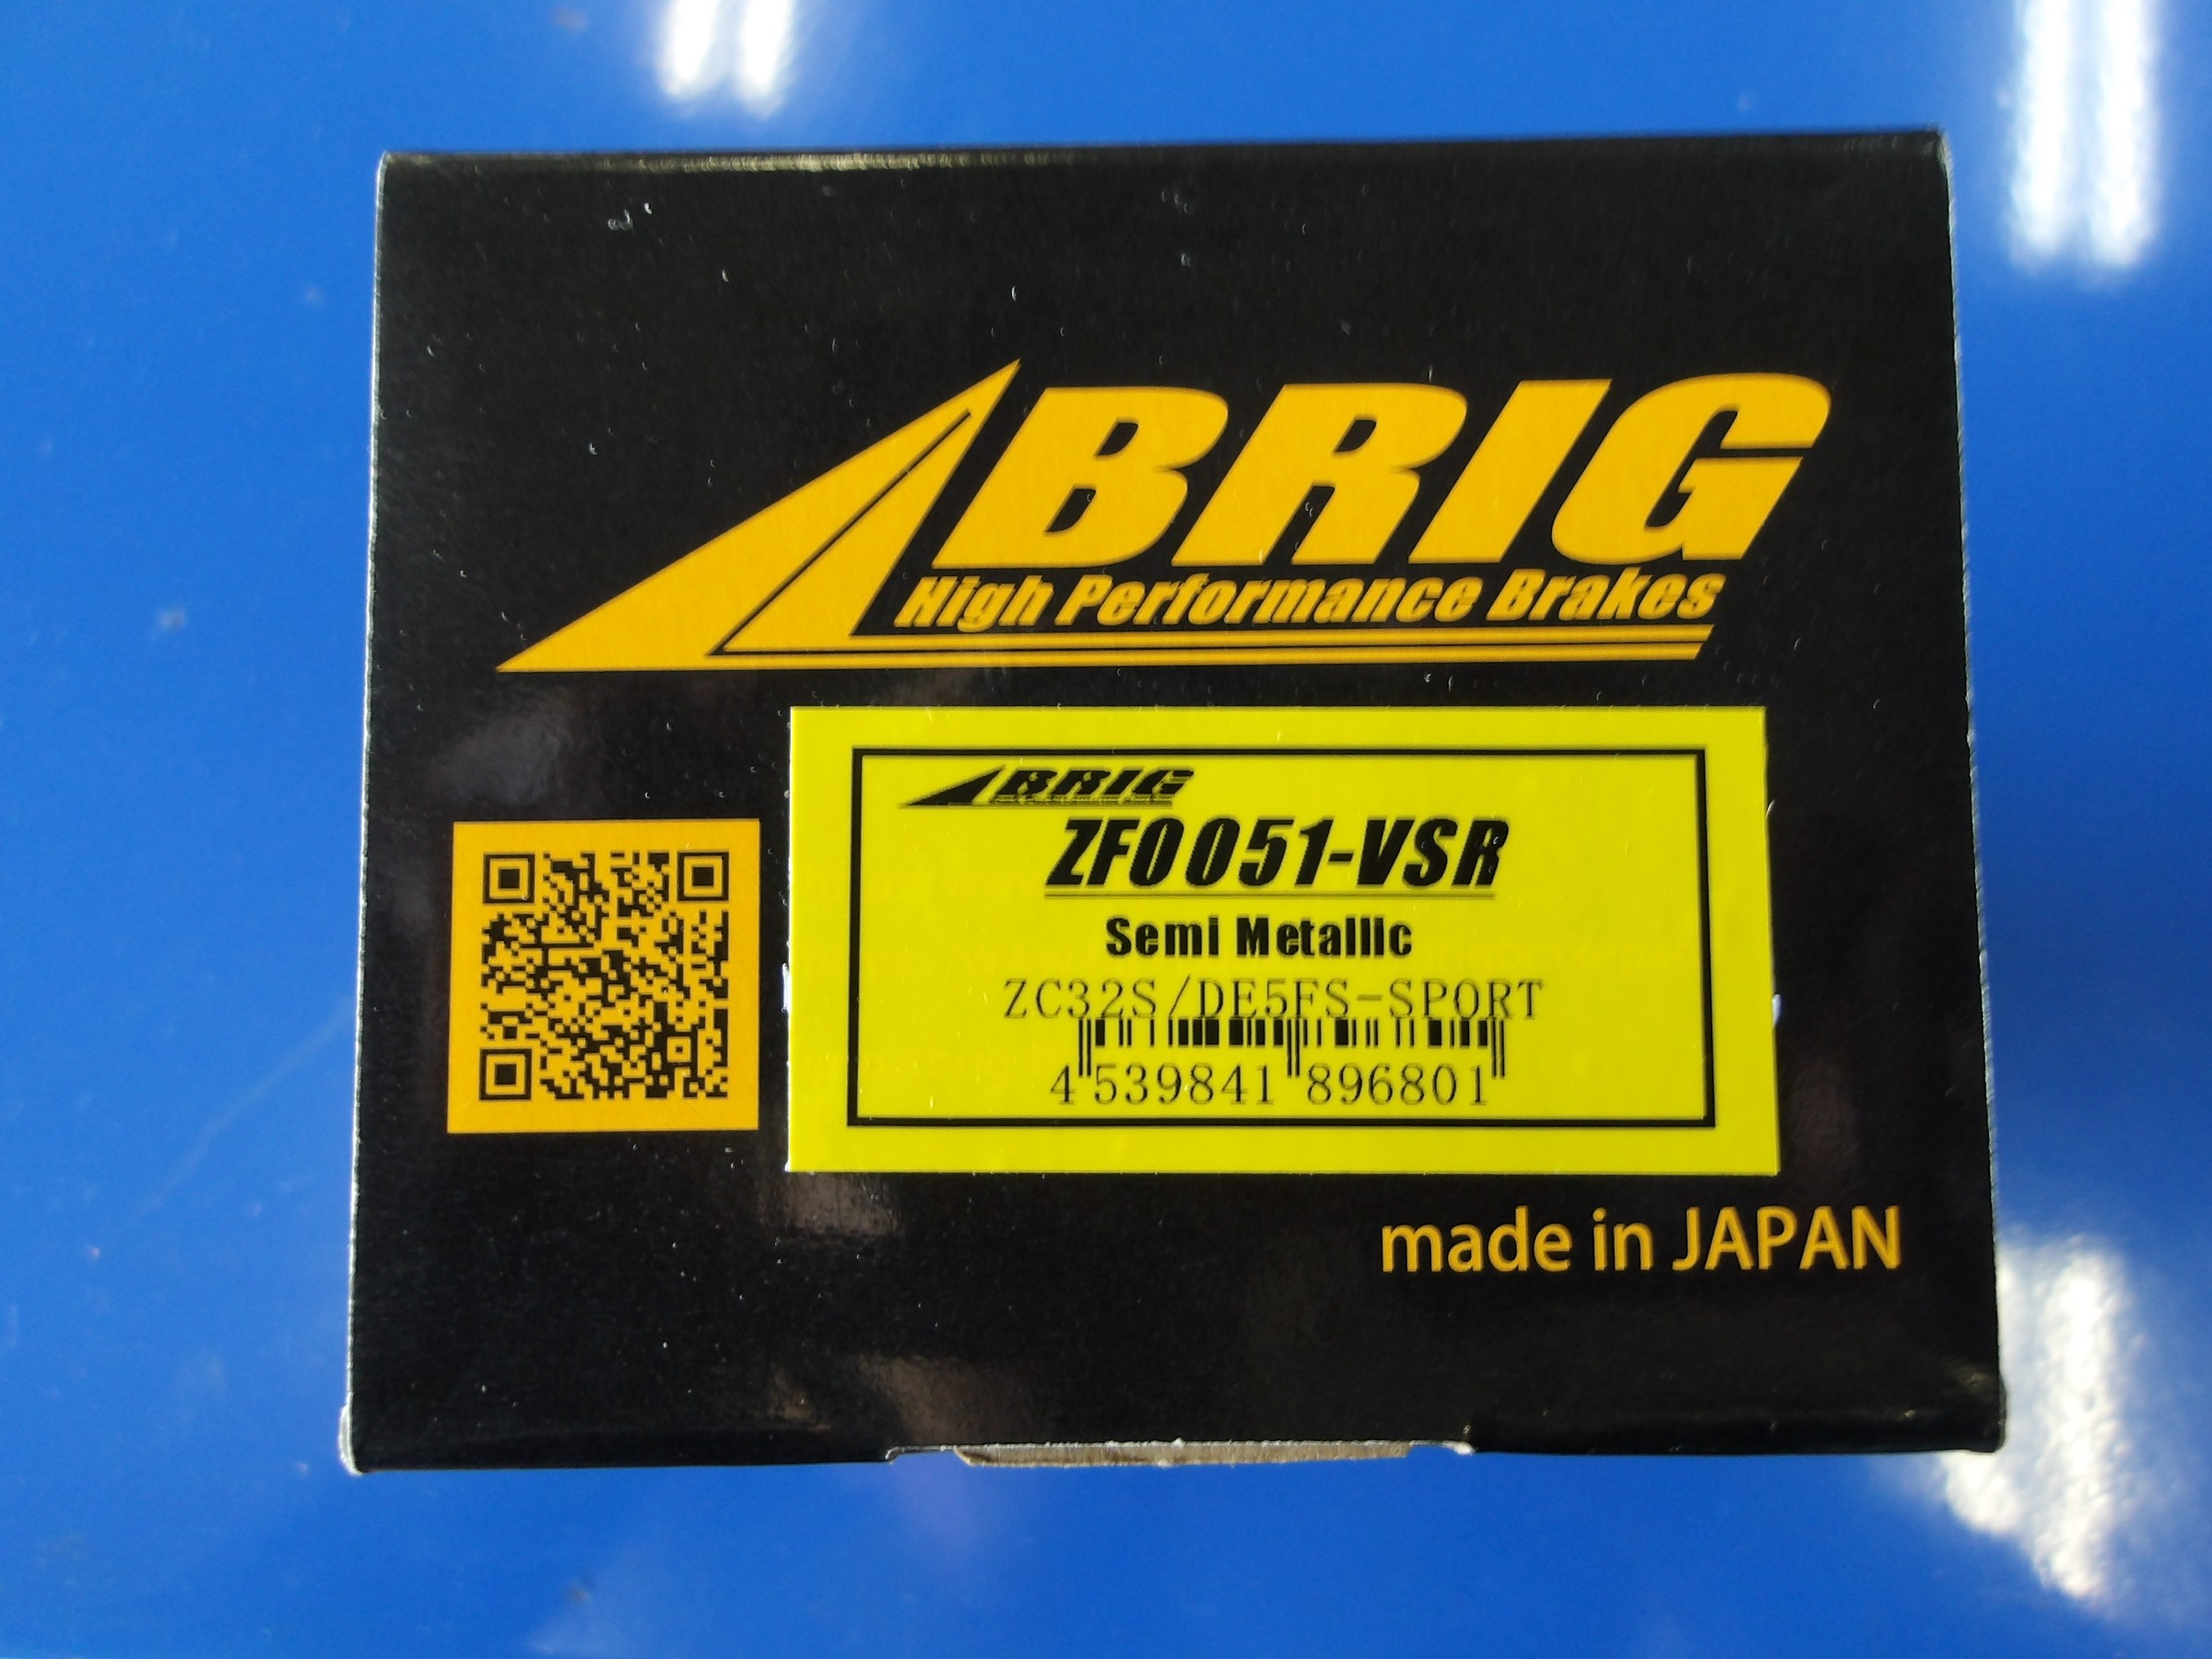 BRIG
High Performance Brakes
BRIG
ZF0051-VSR
Semi Metallic
ZC32S/DE5FS-SPORT
4 539841 896801
made in JAPAN